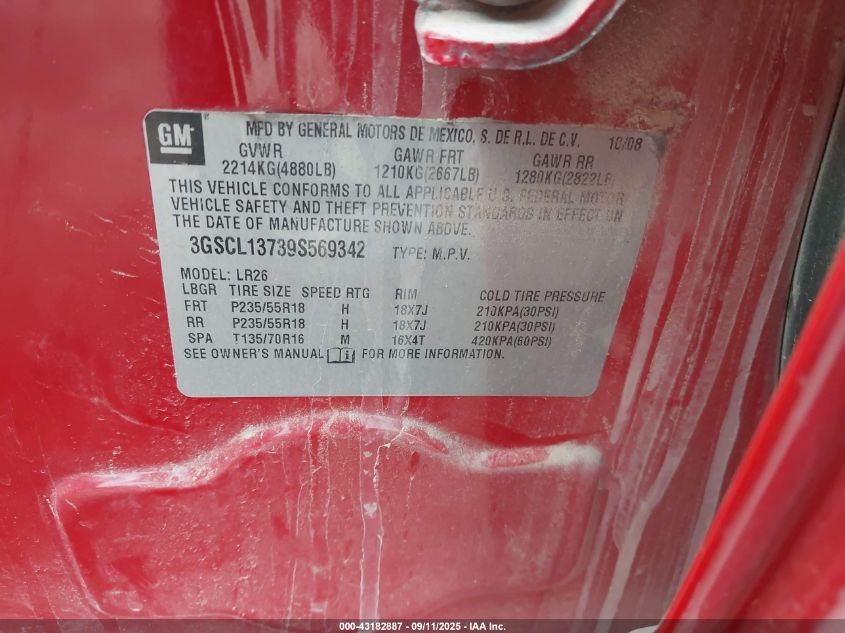 GM
MFD BY GENERAL MOTORS DE MEXICO, S. DE R.L. DE C.V. 10/08
GVWR GAWR FRT GAWR RR
2214KG(4880LB) 1210KG(2667LB) 1280KG(2822LB)
THIS VEHICLE CONFORMS TO ALL APPLICABLE U.S. FEDERAL MOTOR
VEHICLE SAFETY AND THEFT PREVENTION STANDARDS IN EFFECT ON
THE DATE OF MANUFACTURE SHOWN ABOVE.
3GSCL13739S569342 TYPE: M.P.V.
MODEL: LR26
LBGR TIRE SIZE SPEED RTG RIM COLD TIRE PRESSURE
FRT P235/55R18 H 18X7J 210KPA(30PSI)
RR P235/55R18 H 18X7J 210KPA(30PSI)
SPA T135/70R16 M 16X4T 420KPA(60PSI)
SEE OWNER'S MANUAL FOR MORE INFORMATION.
000-43182887 - 09/11/2025 - IAA Inc.